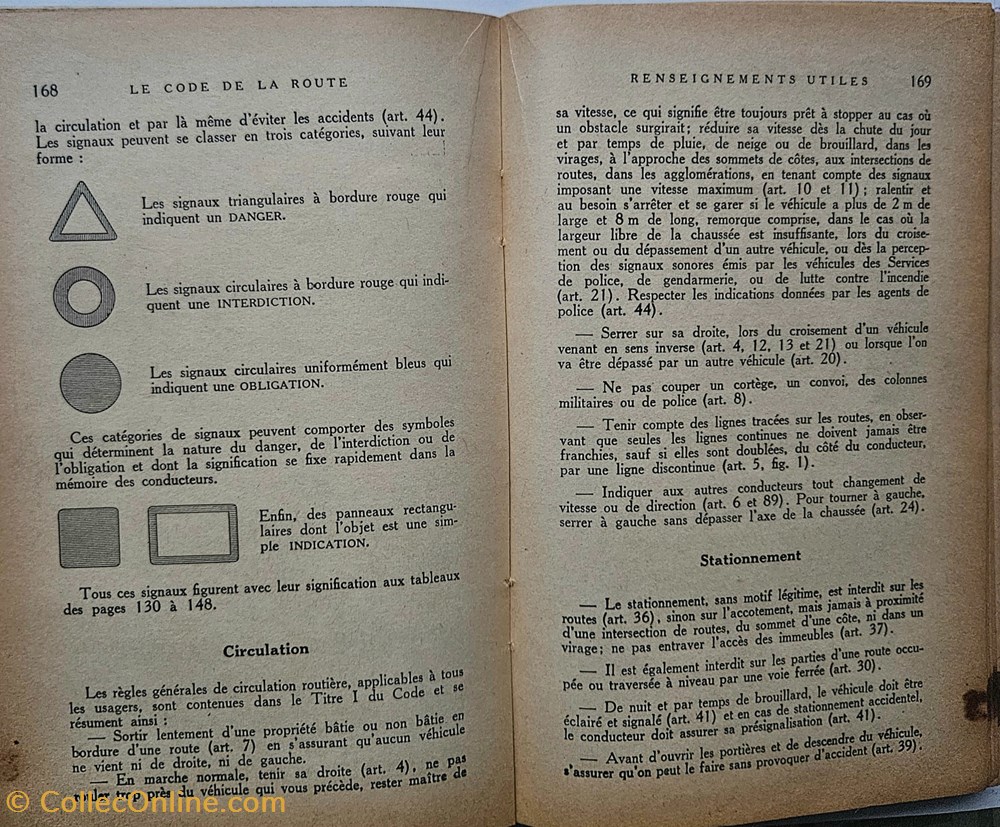 168
LE CODE DE LA ROUTE
la circulation et par là même d'éviter les accidents (art. 44).
Les signaux peuvent se classer en trois catégories, suivant leur
forme :
Les signaux triangulaires à bordure rouge qui
indiquent un DANGER.
Les signaux circulaires à bordure rouge qui indi-
quent une INTERDICTION.
Les signaux circulaires uniformément bleus qui
indiquent une OBLIGATION.
Ces catégories de signaux peuvent comporter des symboles
qui déterminent la nature du danger, de l'interdiction ou de
l'obligation et dont la signification se fixe rapidement dans la
mémoire des conducteurs.
Enfin, des panneaux rectangu-
laires dont l'objet est une sim-
ple INDICATION.
Tous ces signaux figurent avec leur signification aux tableaux
des pages 130 à 148.
Circulation
Les règles générales de circulation routière, applicables à tous
les usagers, sont contenues dans le Titre I du Code et se
résument ainsi :
— Sortir lentement d'une propriété bâtie ou non bâtie en
bordure d'une route (art. 7) en s'assurant qu'aucun véhicule
ne vient ni de droite, ni de gauche.
— En marche normale, tenir sa droite (art. 4), ne pas
rouler trop près du véhicule qui vous précède, rester maître de
RENSEIGNEMENTS UTILES
169
sa vitesse, ce qui signifie être toujours prêt à stopper au cas où
un obstacle surgirait ; réduire sa vitesse dès la chute du jour
et par temps de pluie, de neige ou de brouillard, dans les
virages, à l'approche des sommets de côtes, aux intersections de
routes, dans les agglomérations, en tenant compte des signaux
imposant une vitesse maximum (art. 10 et 11) ; ralentir et
au besoin s'arrêter et se garer si le véhicule a plus de 2 m de
large et 8 m de long, remorque comprise, dans le cas où la
largeur libre de la chaussée est insuffisante, lors du croise-
ment ou du dépassement d'un autre véhicule, ou dès la percep-
tion des signaux sonores émis par les véhicules des Services
de police, de gendarmerie, ou de lutte contre l'incendie
(art. 21). Respecter les indications données par les agents de
police (art. 44).
— Serrer sur sa droite, lors du croisement d'un véhicule
venant en sens inverse (art. 4, 12, 13 et 21) ou lorsque l'on
va être dépassé par un autre véhicule (art. 20).
— Ne pas couper un cortège, un convoi, des colonnes
militaires ou de police (art. 8).
— Tenir compte des lignes tracées sur les routes, en obser-
vant que seules les lignes continues ne doivent jamais être
franchies, sauf si elles sont doublées, du côté du conducteur,
par une ligne discontinue (art. 5, fig. 1).
— Indiquer aux autres conducteurs tout changement de
vitesse ou de direction (art. 6 et 89). Pour tourner à gauche,
serrer à gauche sans dépasser l'axe de la chaussée (art. 24).
Stationnement
— Le stationnement, sans motif légitime, est interdit sur les
routes (art. 36), sinon sur l'accotement, mais jamais à proximité
d'une intersection de routes, du sommet d'une côte, ni dans un
virage ; ne pas entraver l'accès des immeubles (art. 37).
— Il est également interdit sur les parties d'une route occu-
pée ou traversée à niveau par une voie ferrée (art. 30).
— De nuit et par temps de brouillard, le véhicule doit être
éclairé et signalé (art. 41) et en cas de stationnement accidentel,
le conducteur doit assurer sa présignalisation (art. 41).
— Avant d'ouvrir les portières et de descendre du véhicule,
s'assurer qu'on peut le faire sans provoquer d'accident (art. 39).
© CollecOnline.com